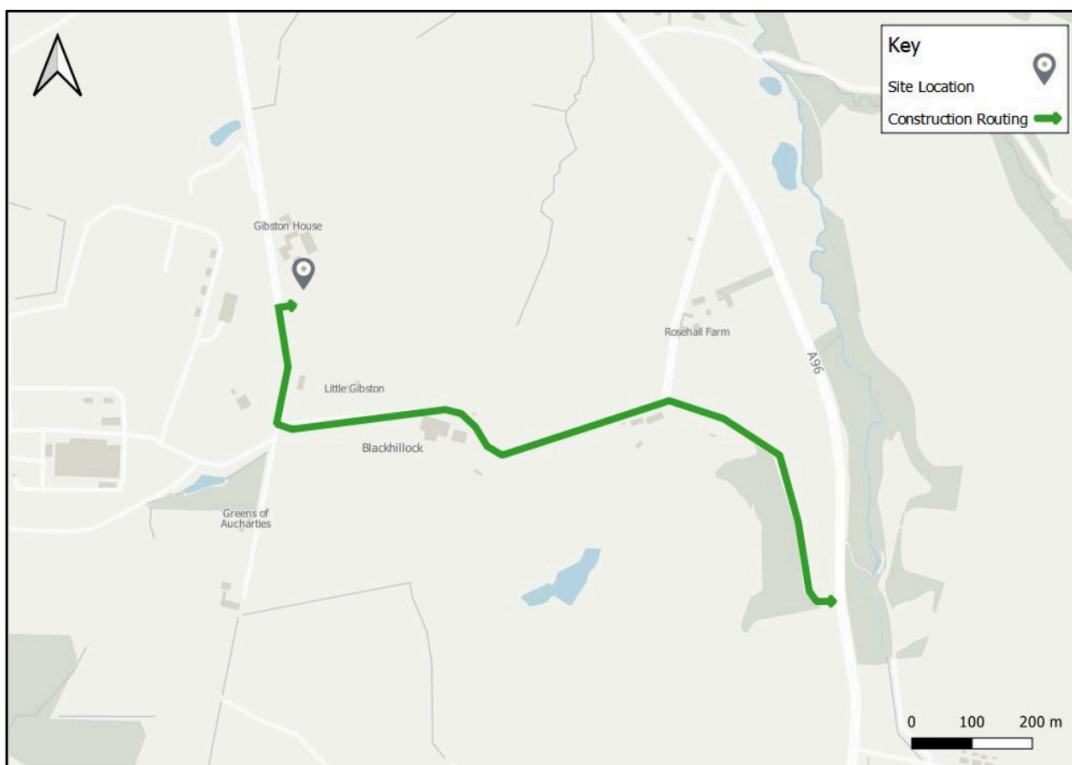 Key
Site Location
Construction Routing
Gibston House
Rosehall Farm
A96
Little Gibston
Blackhillock
Greens of
Aucharties
0 100 200 m